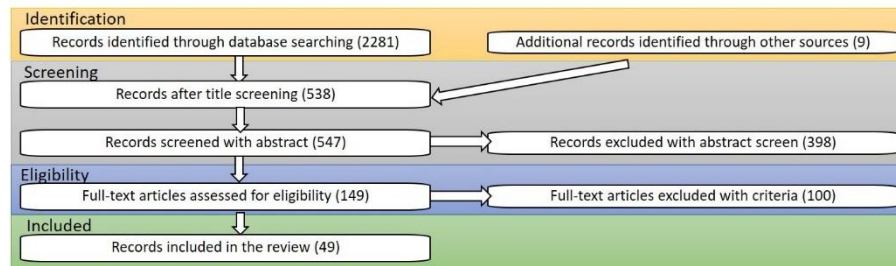 Identification
Records identified through database searching (2281)
Additional records identified through other sources (9)
Screening
Records after title screening (538)
Records screened with abstract (547)
Records excluded with abstract screen (398)
Eligibility
Full-text articles assessed for eligibility (149)
Full-text articles excluded with criteria (100)
Included
Records included in the review (49)